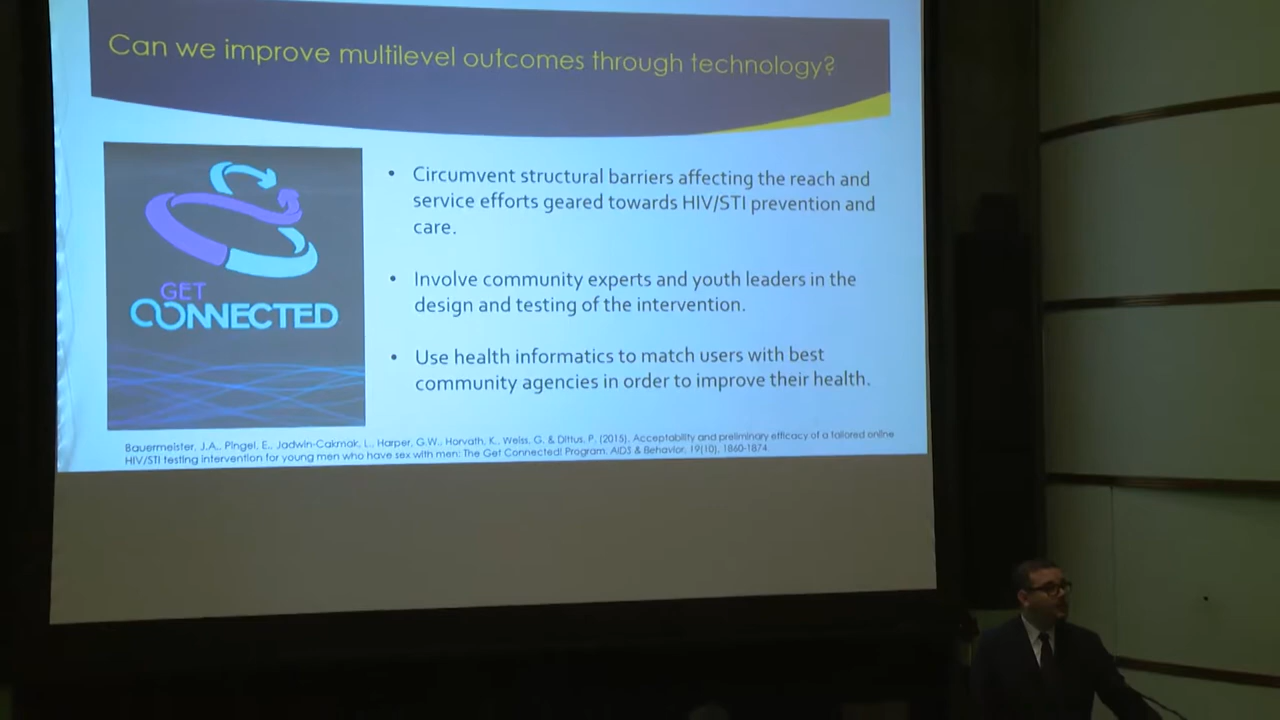 Can we improve multilevel outcomes through technology?
GET
CONNECTED
• Circumvent structural barriers affecting the reach and
service efforts geared towards HIV/STI prevention and
care.
• Involve community experts and youth leaders in the
design and testing of the intervention.
• Use health informatics to match users with best
community agencies in order to improve their health.
Bauermeister, J.A., Pingel, E., Jadwin-Cakmak, L., Harper, G.W., Horvath, K., Weiss, G. & Dittus, P. (2015). Acceptability and preliminary efficacy of a tailored online
HIV/STI testing intervention for young men who have sex with men: The Get Connected! Program. AIDS & Behavior, 19(10), 1860-1874.